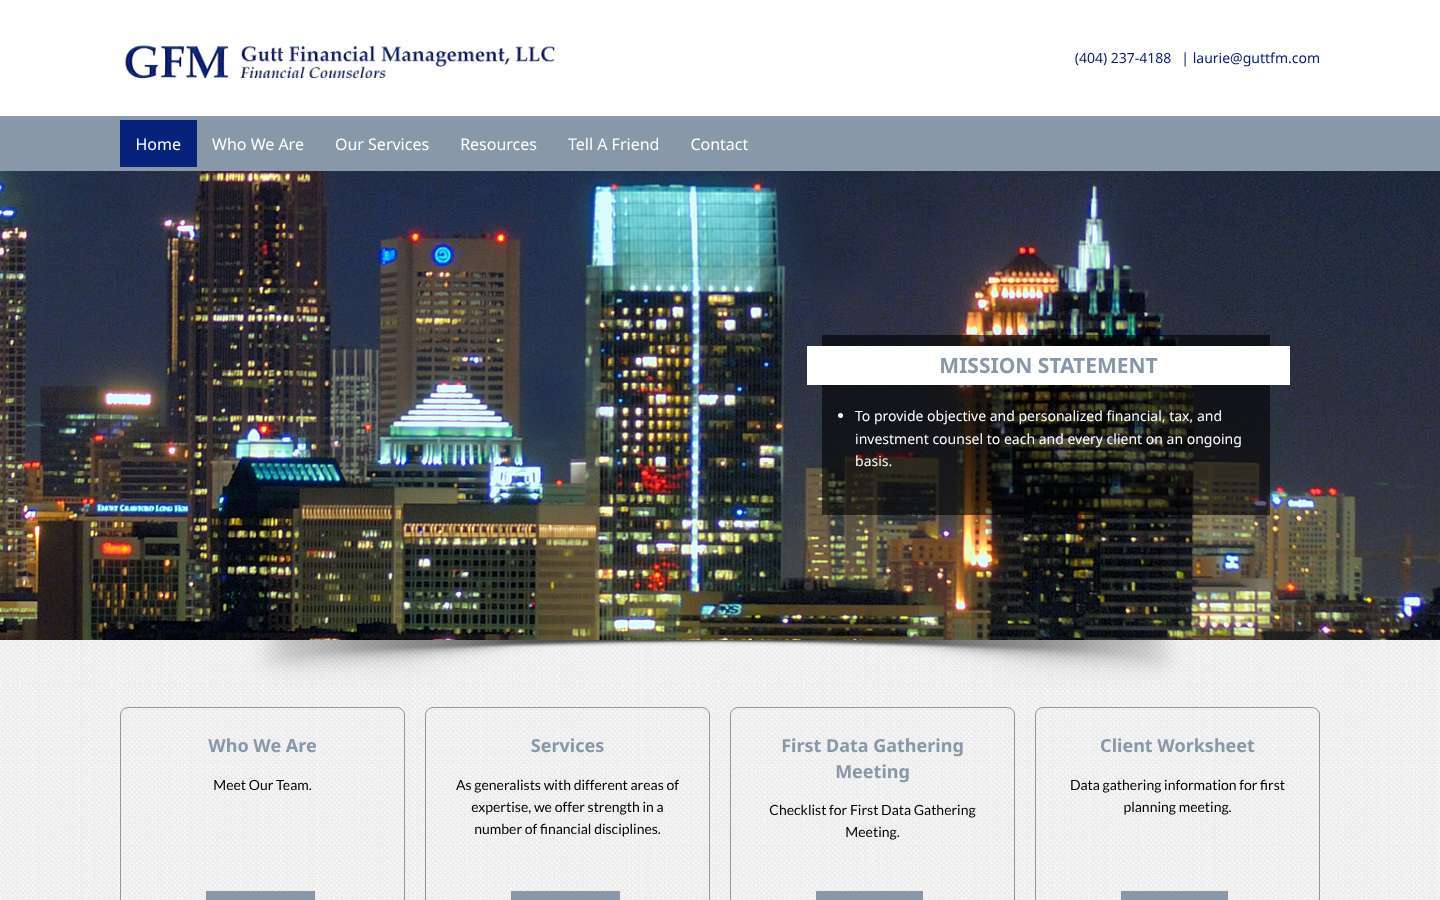 GFM Gutt Financial Management, LLC
Financial Counselors
(404) 237-4188 | laurie@guttfm.com
Home Who We Are Our Services Resources Tell A Friend Contact
MISSION STATEMENT
• To provide objective and personalized financial, tax, and
investment counsel to each and every client on an ongoing
basis.
EMORY CRAWFORD LONG HOS
Who We Are
Meet Our Team.
Services
As generalists with different areas of
expertise, we offer strength in a
number of financial disciplines.
First Data Gathering
Meeting
Checklist for First Data Gathering
Meeting.
Client Worksheet
Data gathering information for first
planning meeting.